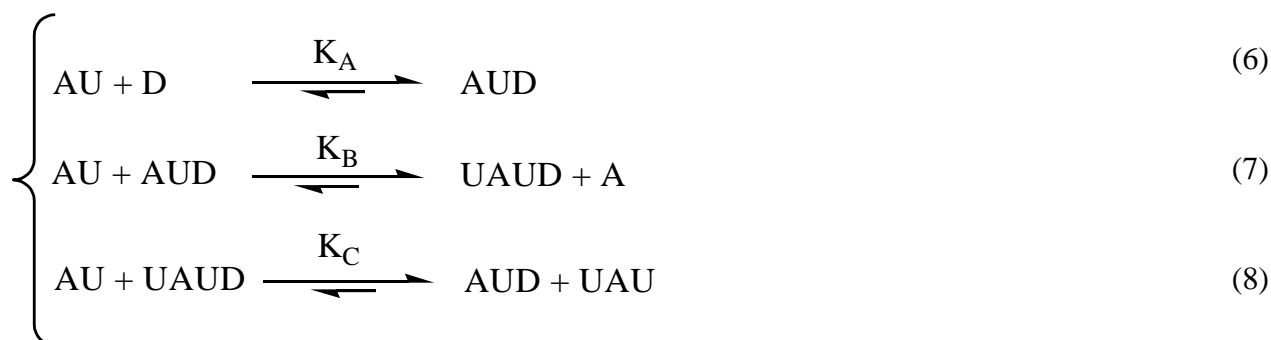 K_A (6)
AU + D ⇌ AUD
K_B
AU + AUD ⇌ UAUD + A (7)
K_C
AU + UAUD ⇌ AUD + UAU (8)